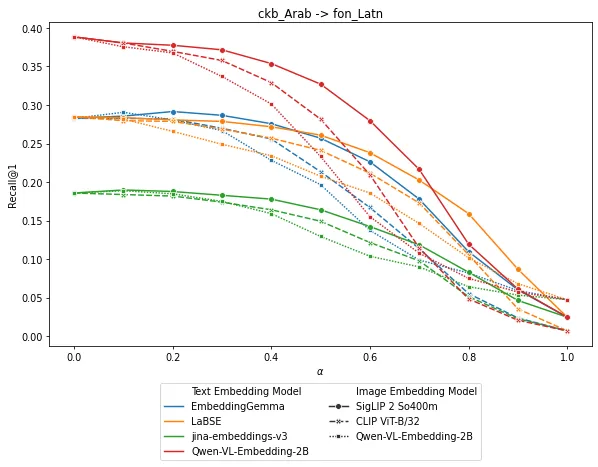 ckb_Arab -> fon_Latn
Recall@1
0.40
0.35
0.30
0.25
0.20
0.15
0.10
0.05
0.00
0.0 0.2 0.4 0.6 0.8 1.0
α
Text Embedding Model
EmbeddingGemma
LaBSE
jina-embeddings-v3
Qwen-VL-Embedding-2B
Image Embedding Model
SigLIP 2 So400m
CLIP ViT-B/32
Qwen-VL-Embedding-2B